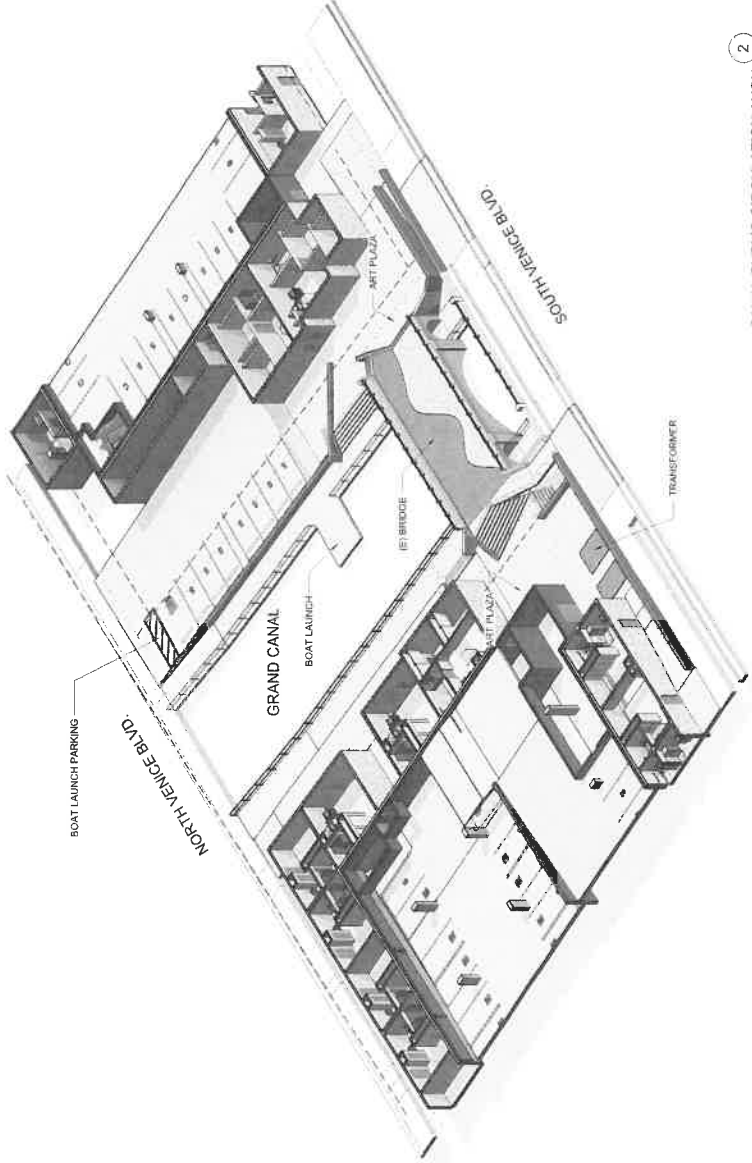 BOAT LAUNCH PARKING
NORTH VENICE BLVD.
GRAND CANAL
BOAT LAUNCH
(E) BRIDGE
ART PLAZA
ART PLAZA
SOUTH VENICE BLVD.
TRANSFORMER
2